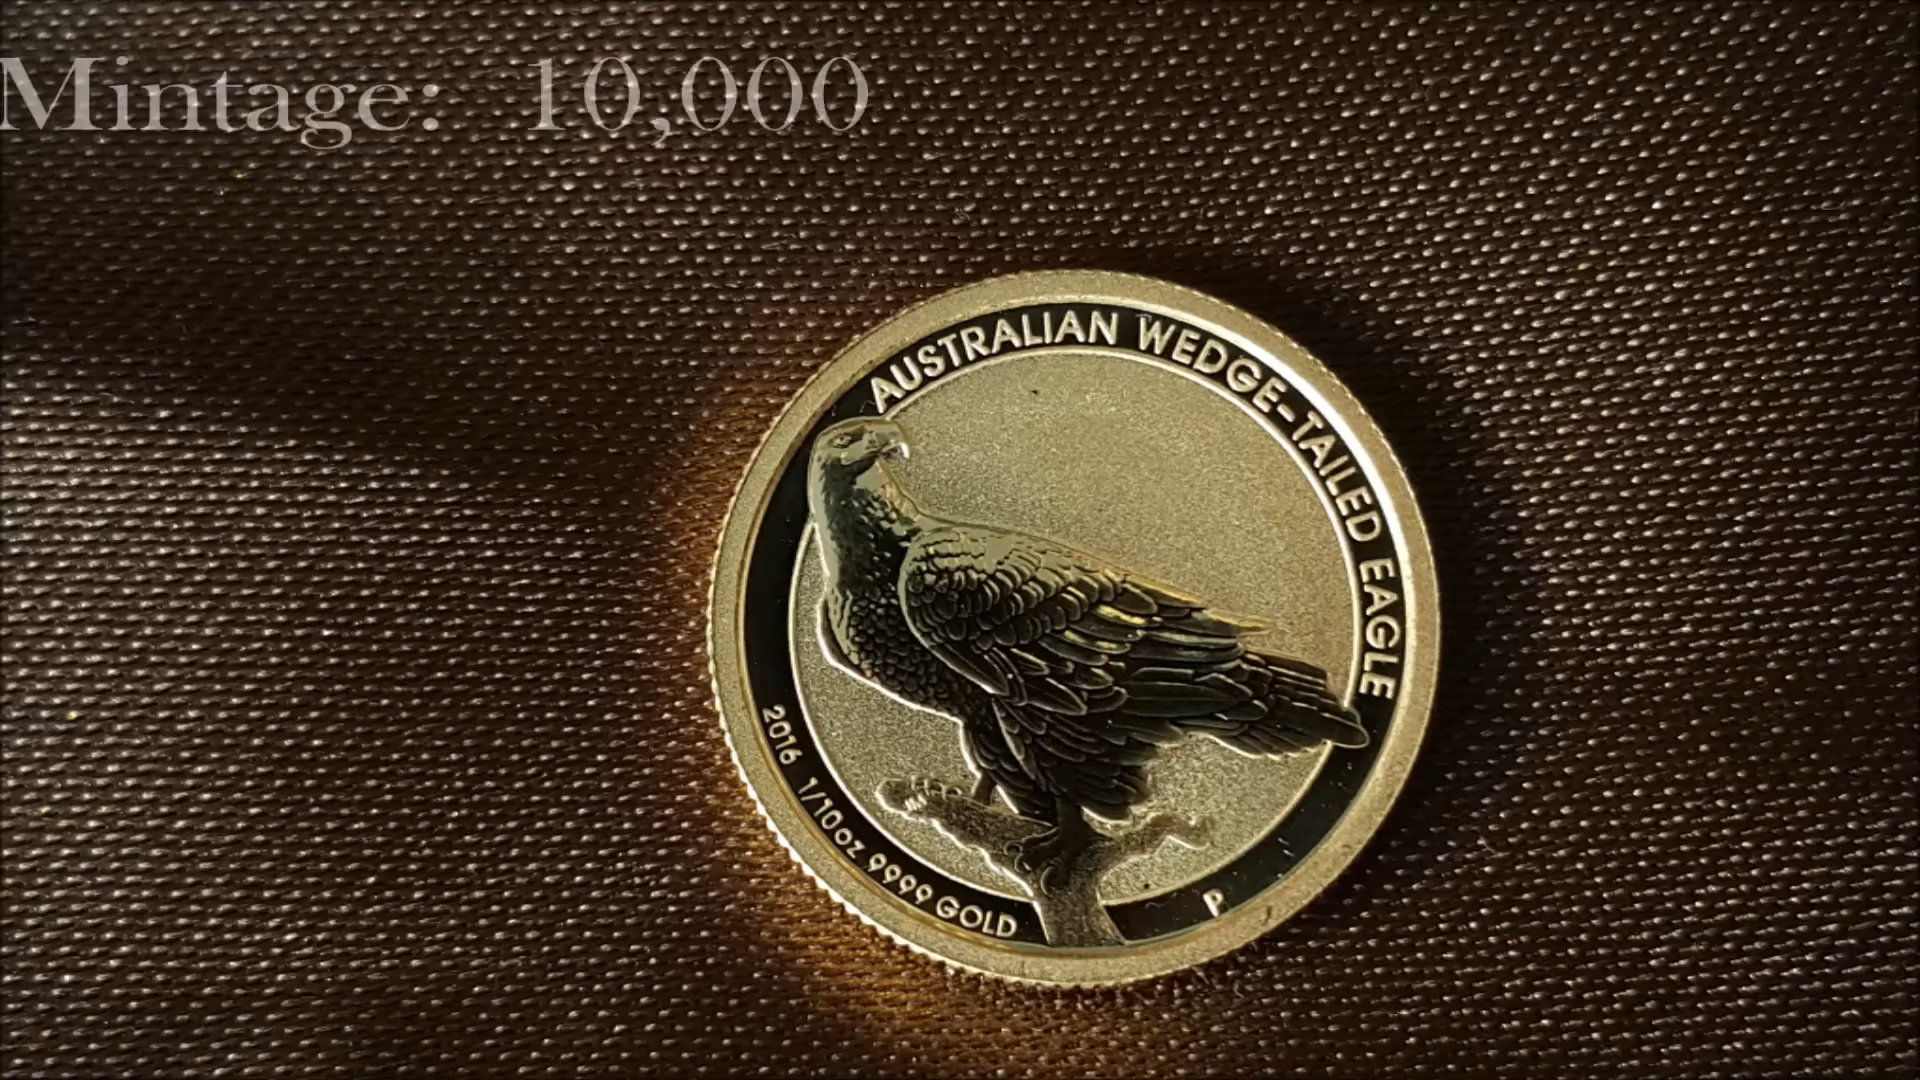 Mintage: 10,000
AUSTRALIAN WEDGE-TAILED EAGLE
2016 1/10oz 9999 GOLD
P